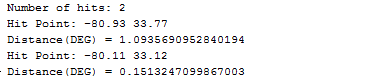 Number of hits: 2
Hit Point: -80.93 33.77
Distance(DEG) = 1.0935690952840194
Hit Point: -80.11 33.12
Distance(DEG) = 0.1513247099867003